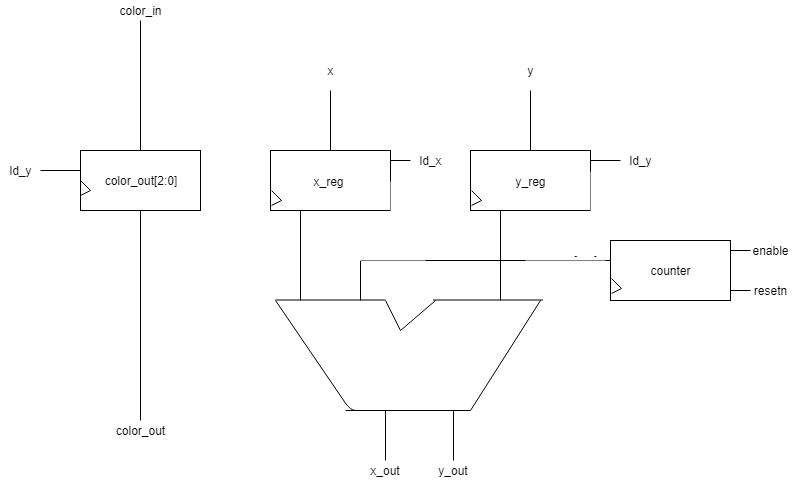 color_in
x
y
ld_y
color_out[2:0]
x_reg
ld_x
y_reg
ld_y
counter
enable
resetn
color_out
x_out
y_out